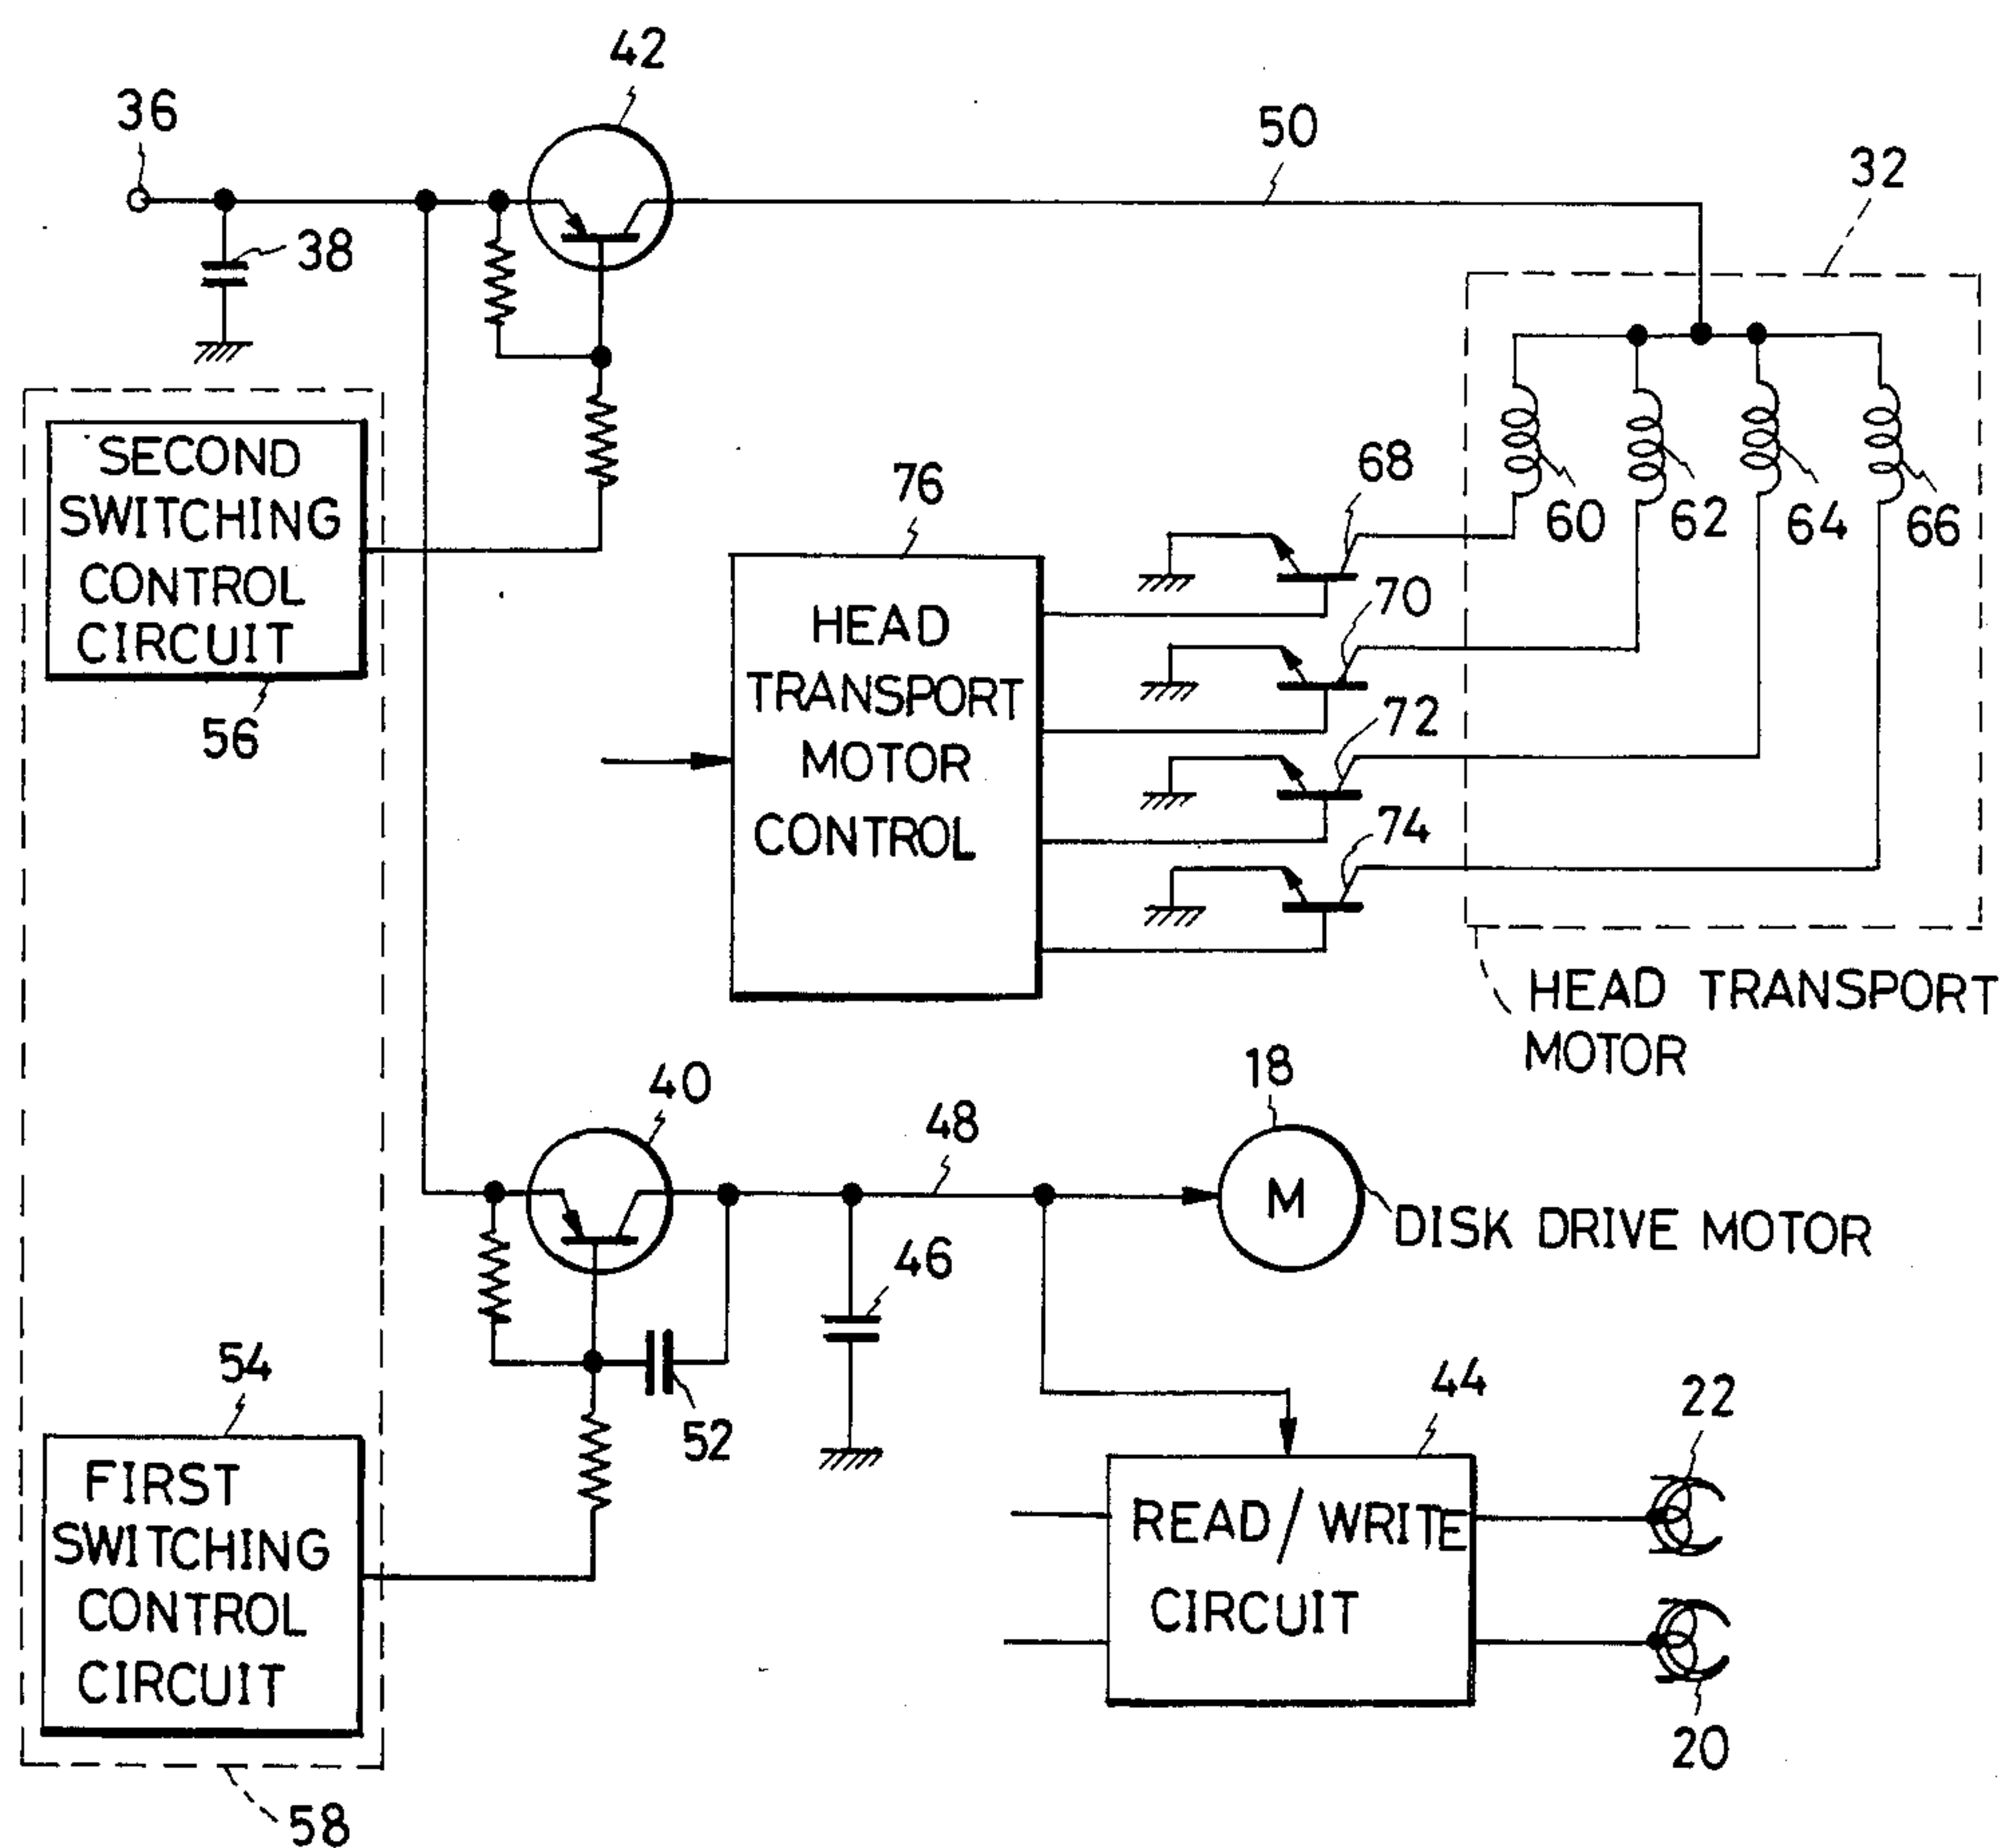 42
36
50
32
38
SECOND
SWITCHING
CONTROL
CIRCUIT
56
76
HEAD
TRANSPORT
MOTOR
CONTROL
68
70
72
74
60
62
64
66
HEAD TRANSPORT
MOTOR
40
48
18
M
DISK DRIVE MOTOR
46
52
54
FIRST
SWITCHING
CONTROL
CIRCUIT
58
44
READ/WRITE
CIRCUIT
22
20